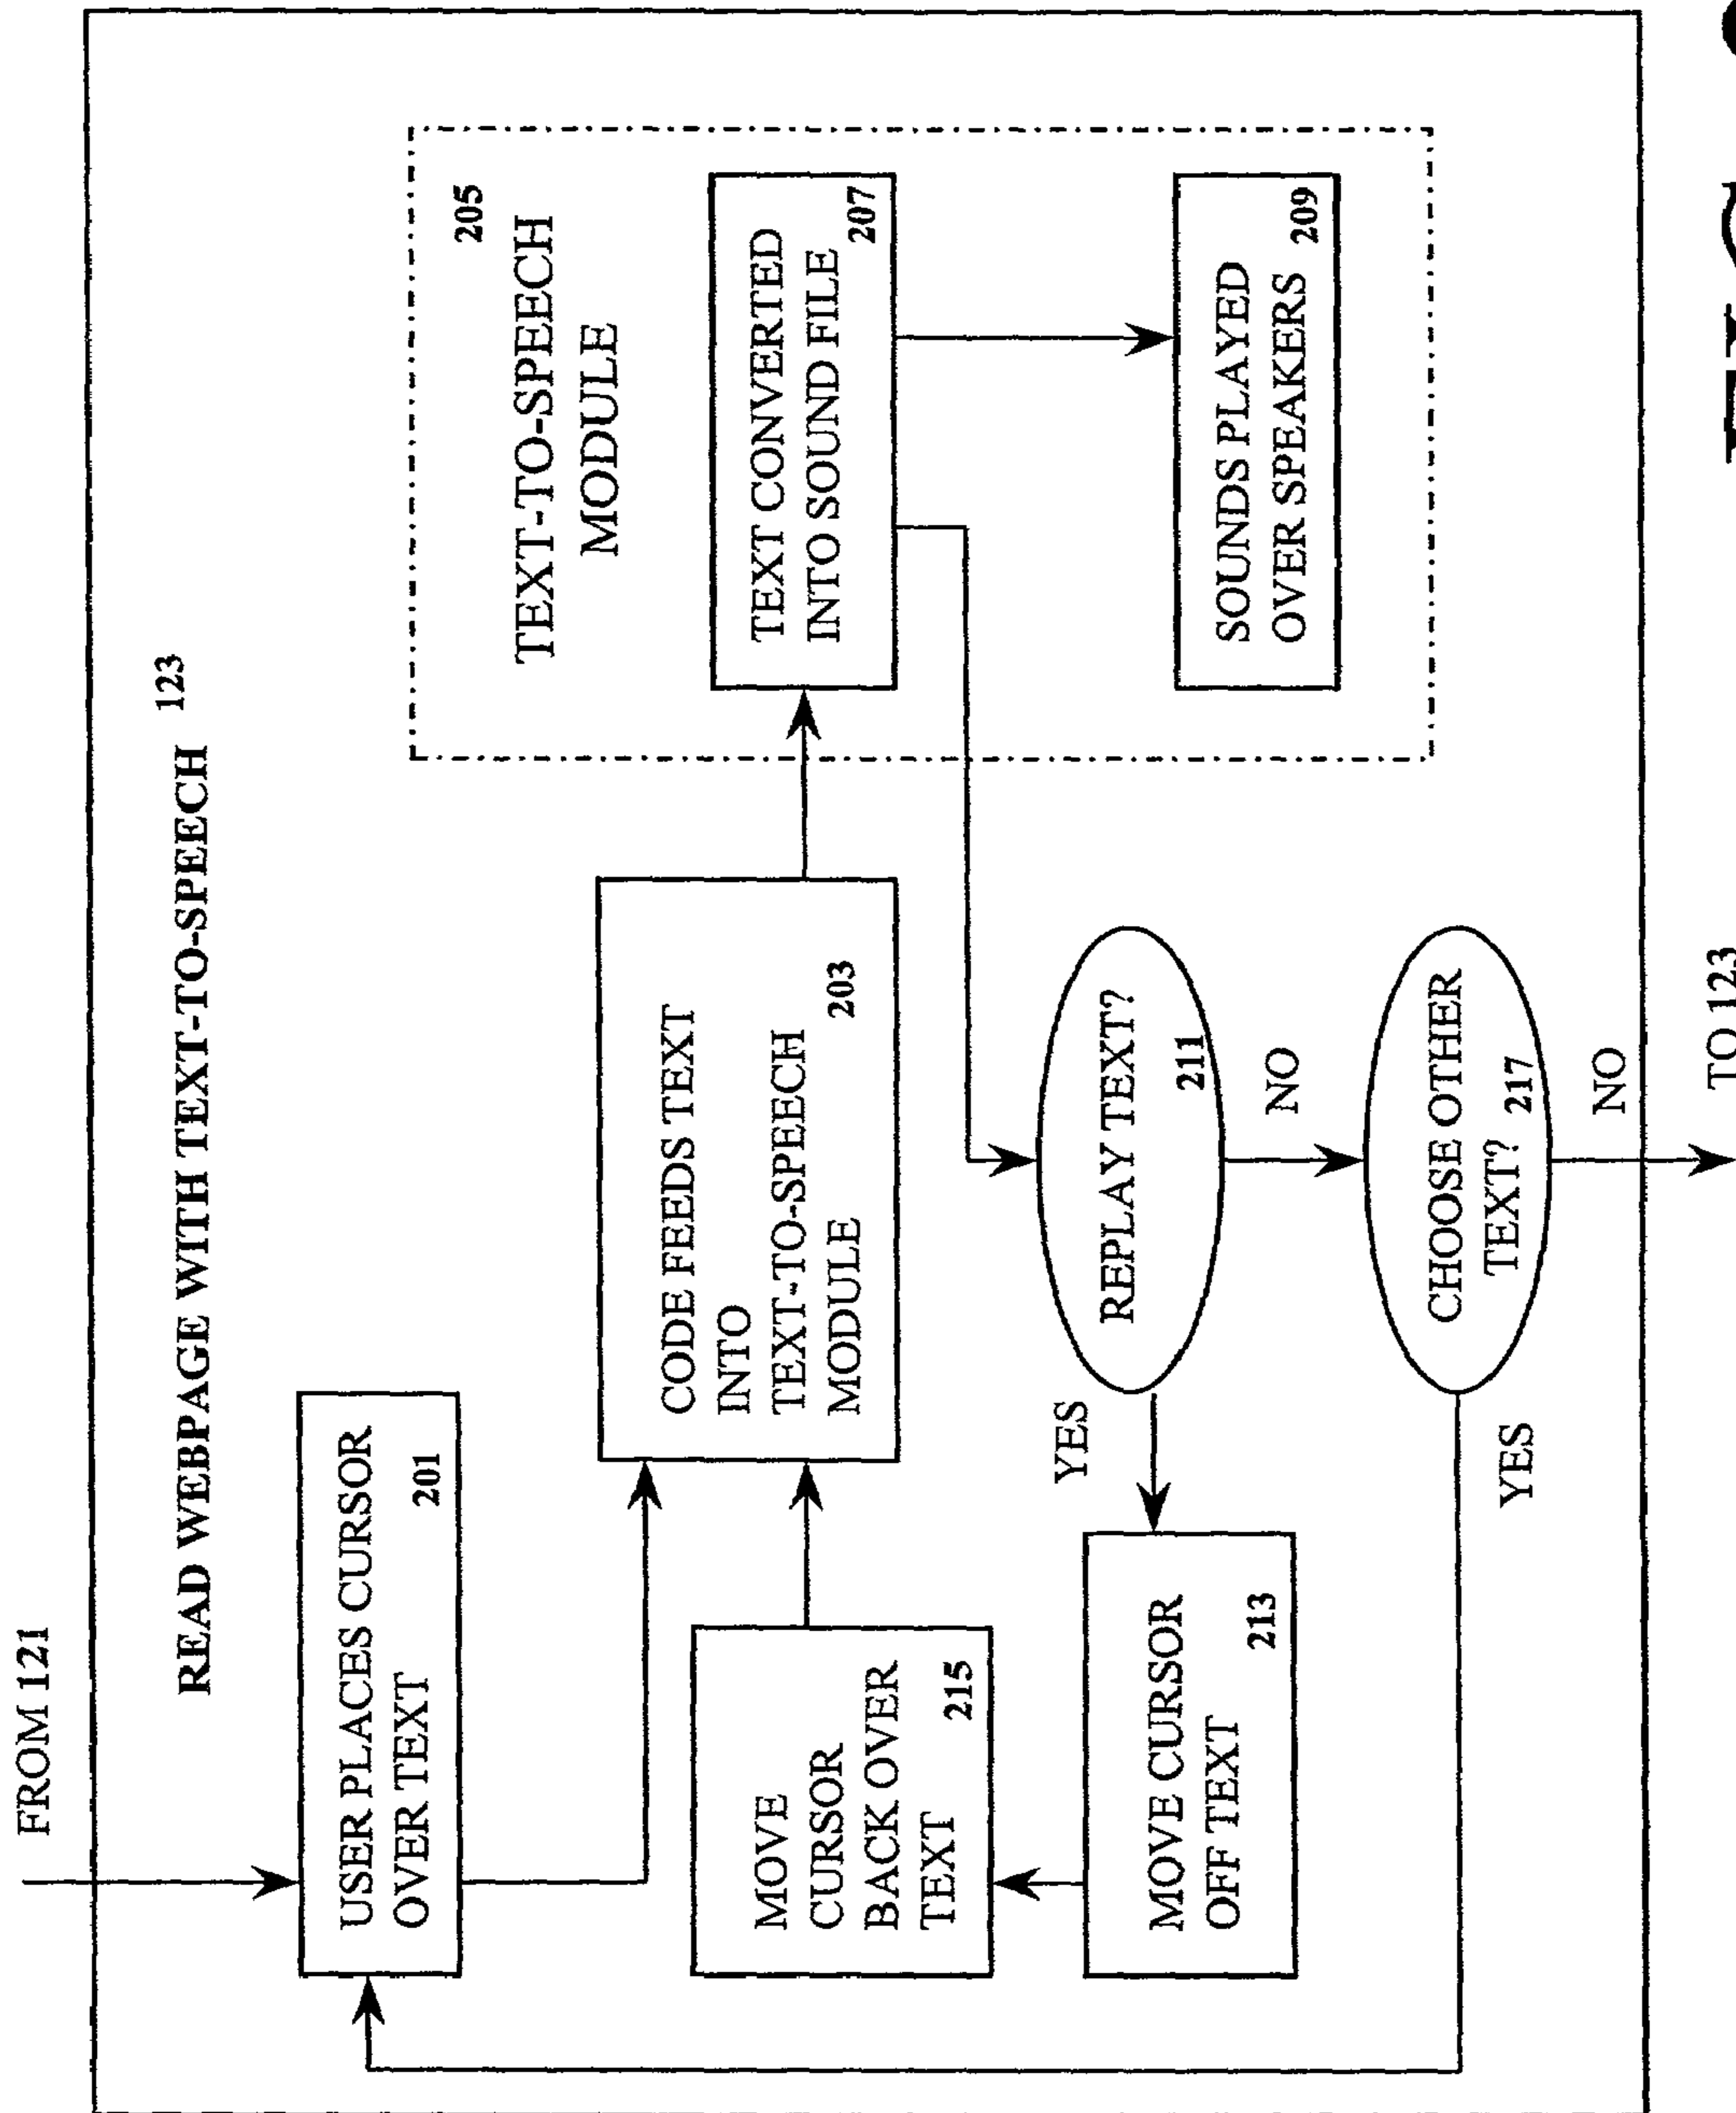 FROM 121
READ WEBPAGE WITH TEXT-TO-SPEECH 123
USER PLACES CURSOR
OVER TEXT 201
CODE FEEDS TEXT
INTO
TEXT-TO-SPEECH
MODULE 203
205
TEXT-TO-SPEECH
MODULE
TEXT CONVERTED
INTO SOUND FILE 207
SOUNDS PLAYED
OVER SPEAKERS 209
MOVE
CURSOR
BACK OVER
TEXT 215
MOVE CURSOR
OFF TEXT 213
YES
REPLAY TEXT?
211
NO
CHOOSE OTHER
TEXT? 217
YES
NO
TO 123